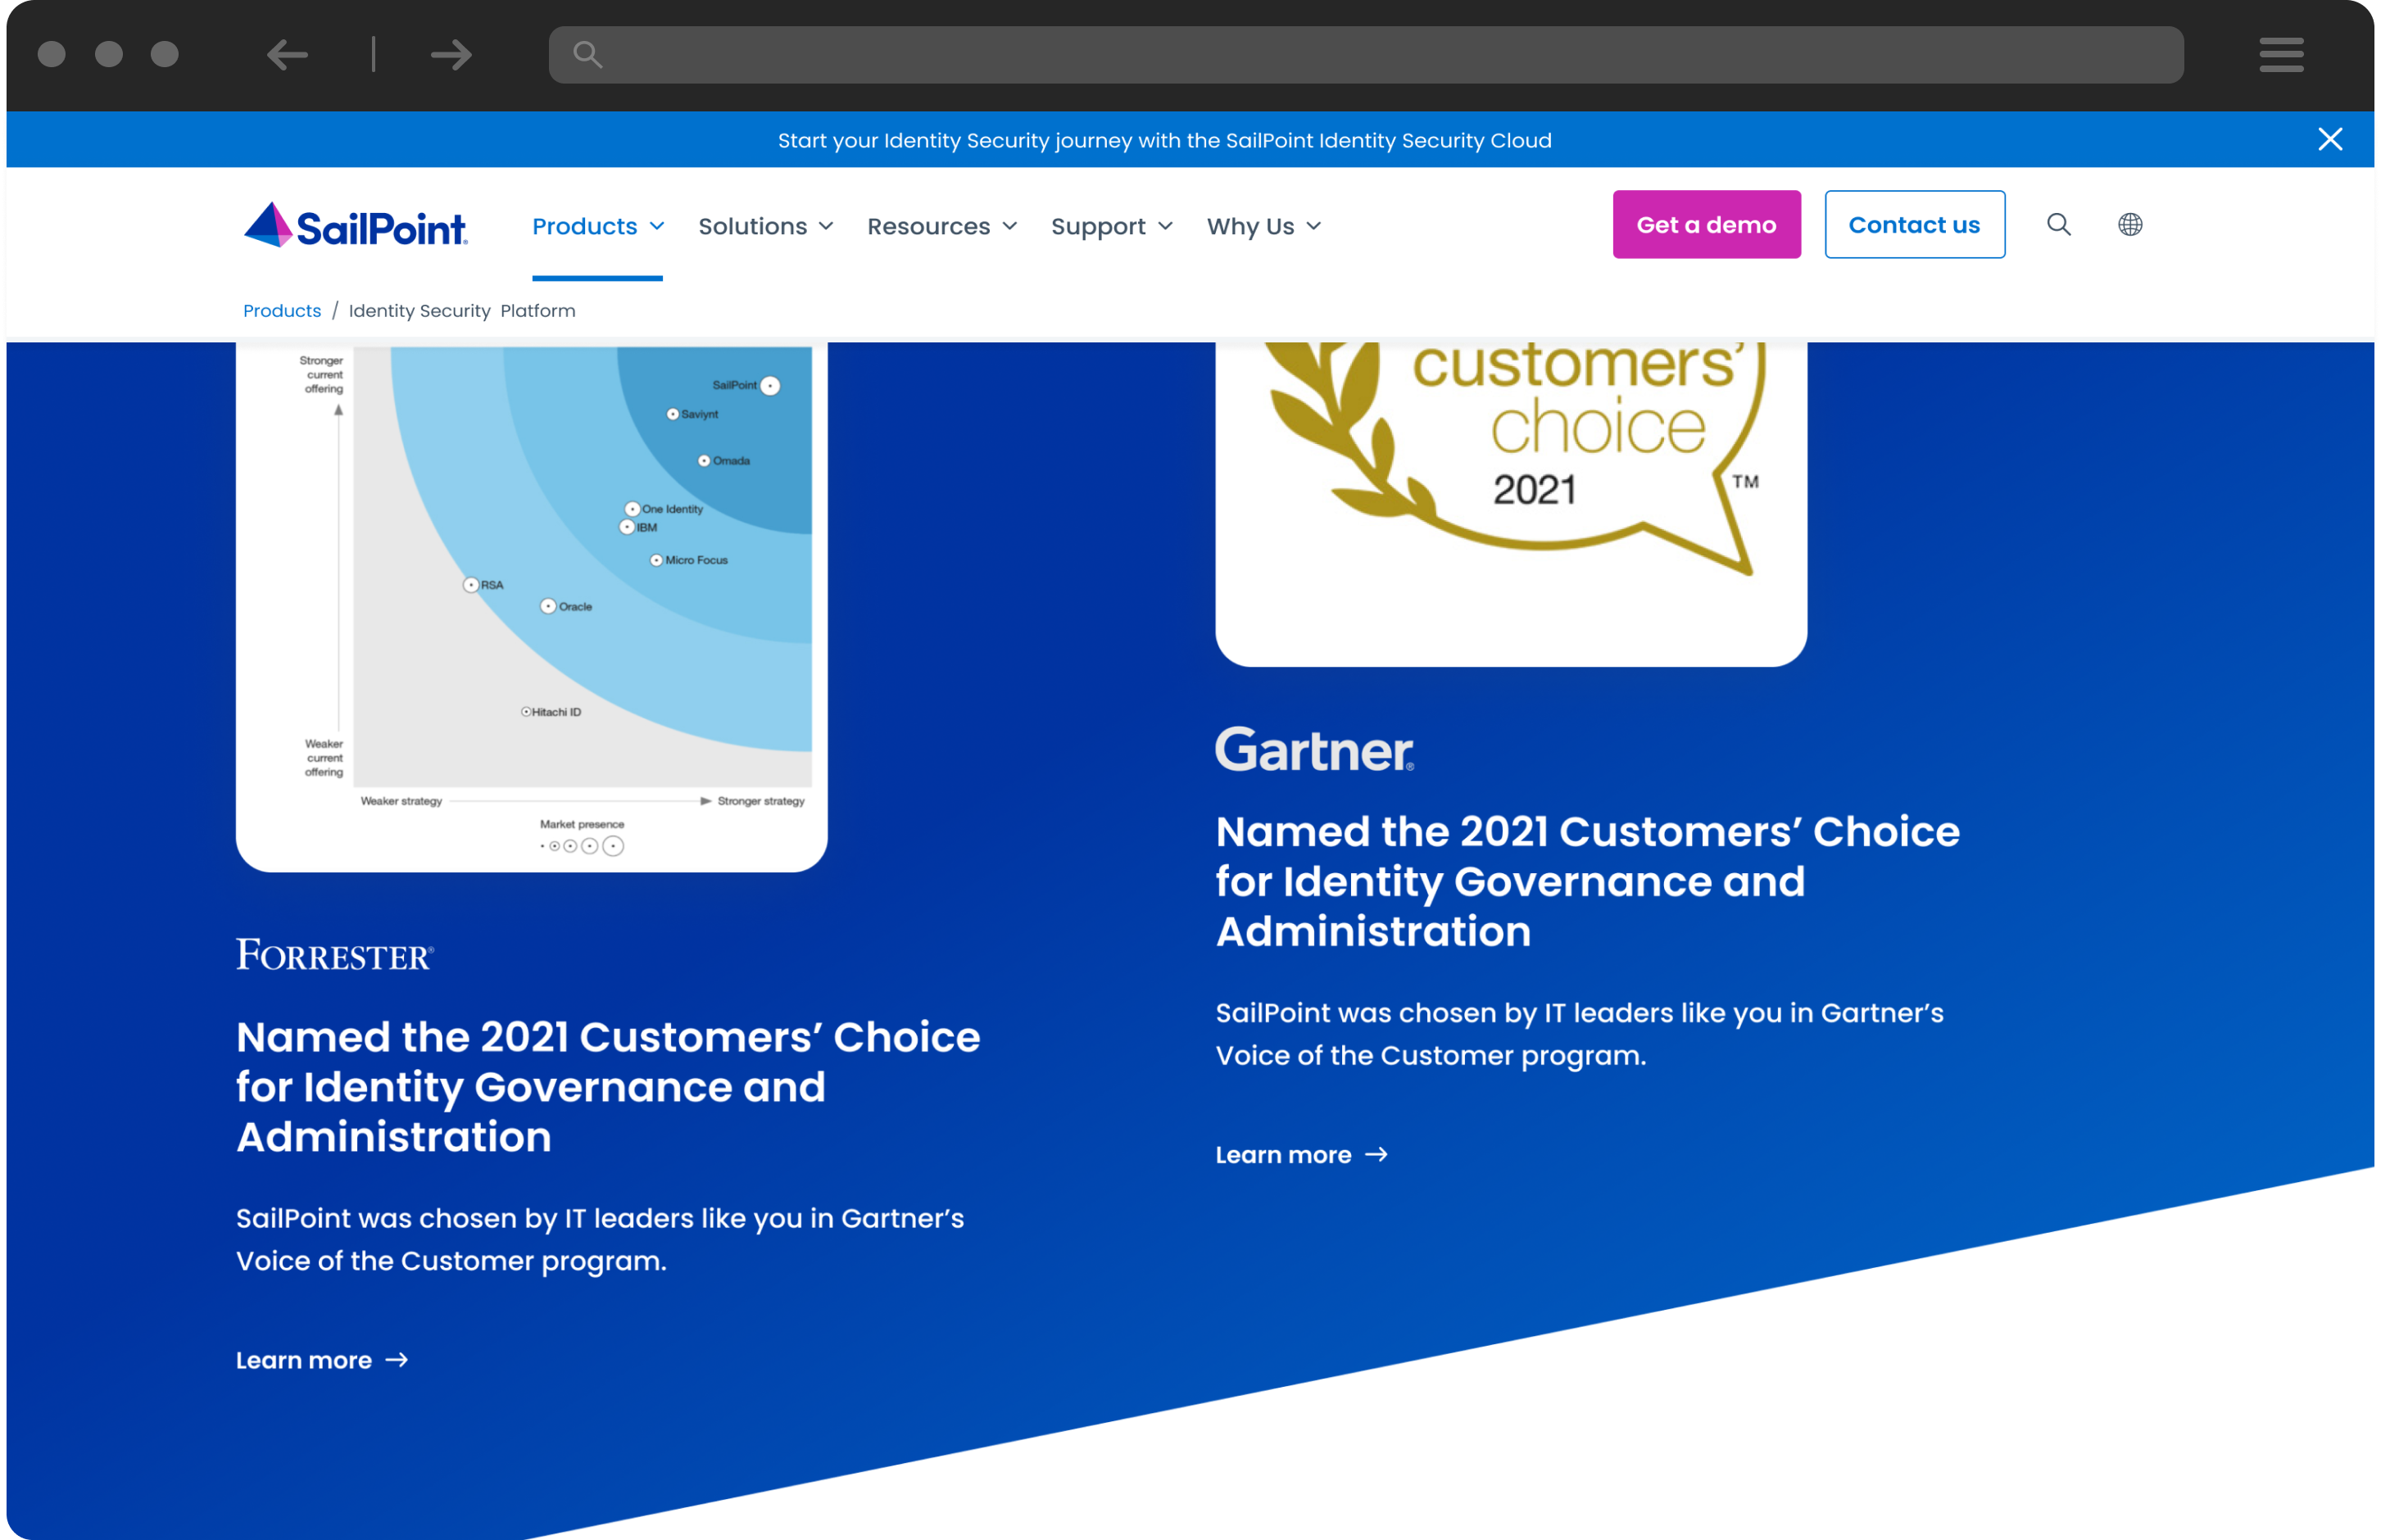 Start your Identity Security journey with the SailPoint Identity Security Cloud
SailPoint
Products
Solutions
Resources
Support
Why Us
Get a demo
Contact us
Products / Identity Security Platform
Stronger
current
offering
SailPoint
Saviynt
Omada
One Identity
IBM
Micro Focus
RSA
Oracle
Hitachi ID
Weaker
current
offering
Weaker strategy
Stronger strategy
Market presence
FORRESTER®
Named the 2021 Customers’ Choice
for Identity Governance and
Administration
SailPoint was chosen by IT leaders like you in Gartner’s
Voice of the Customer program.
Learn more →
customers’
choice
2021
TM
Gartner®
Named the 2021 Customers’ Choice
for Identity Governance and
Administration
SailPoint was chosen by IT leaders like you in Gartner’s
Voice of the Customer program.
Learn more →